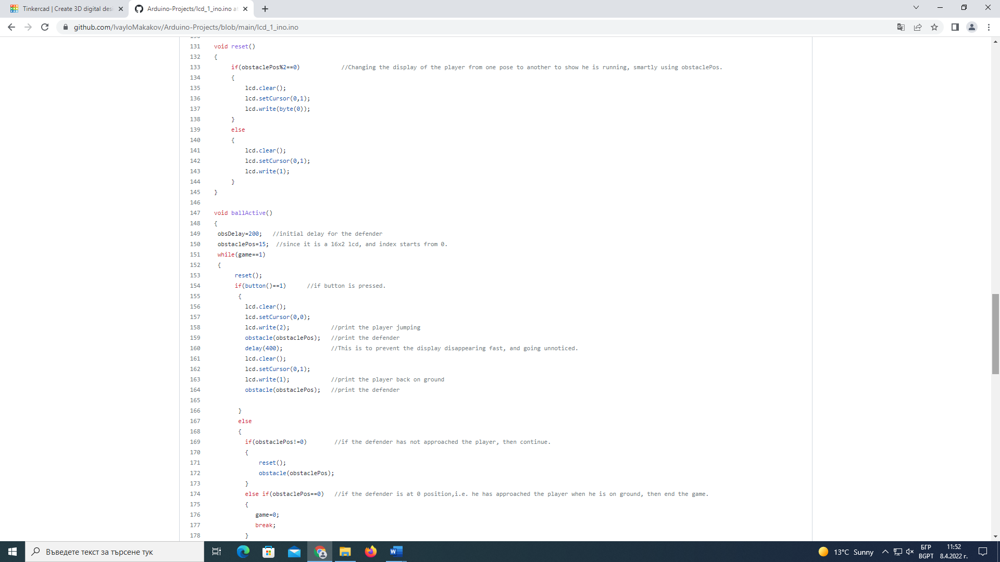 Tinkercad | Create 3D digital desi
Arduino-Projects/lcd_1_ino.ino at
github.com/IvayloMakakov/Arduino-Projects/blob/main/lcd_1_ino.ino
130
131 void reset()
132 {
133 if(obstaclePos%2==0) //Changing the display of the player from one pose to another to show he is running, smartly using obstaclePos.
134 {
135 lcd.clear();
136 lcd.setCursor(0,1);
137 lcd.write(byte(0));
138 }
139 else
140 {
141 lcd.clear();
142 lcd.setCursor(0,1);
143 lcd.write(1);
144 }
145 }
146
147 void ballActive()
148 {
149 obsDelay=200; //initial delay for the defender
150 obstaclePos=15; //since it is a 16x2 lcd, and index starts from 0.
151 while(game==1)
152 {
153 reset();
154 if(button()==1) //if button is pressed.
155 {
156 lcd.clear();
157 lcd.setCursor(0,0);
158 lcd.write(2); //print the player jumping
159 obstacle(obstaclePos); //print the defender
160 delay(400); //This is to prevent the display disappearing fast, and going unnoticed.
161 lcd.clear();
162 lcd.setCursor(0,1);
163 lcd.write(1); //print the player back on ground
164 obstacle(obstaclePos); //print the defender
165
166 }
167 else
168 {
169 if(obstaclePos!=0) //if the defender has not approached the player, then continue.
170 {
171 reset();
172 obstacle(obstaclePos);
173 }
174 else if(obstaclePos==0) //if the defender is at 0 position,i.e. he has approached the player when he is on ground, then end the game.
175 {
176 game=0;
177 break;
178 }
Въведете текст за търсене тук
13°C Sunny
БГР
BGPT
11:52
8.4.2022 г.